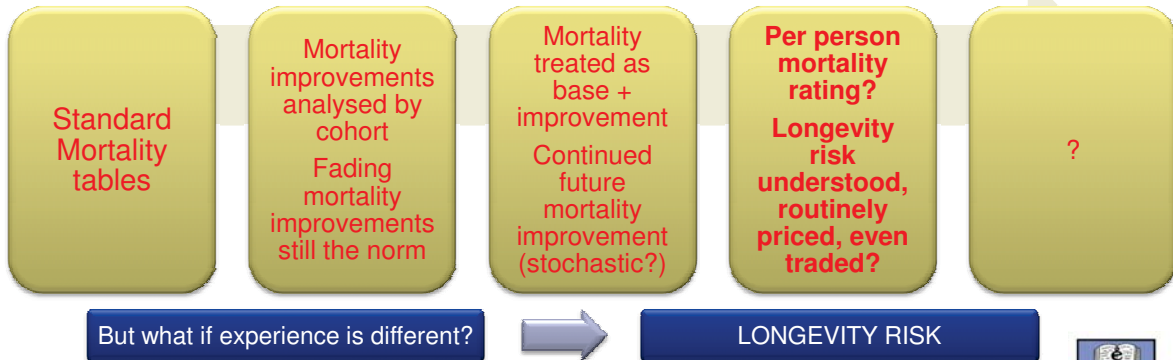 Standard
Mortality
tables
Mortality
improvements
analysed by
cohort
Fading
mortality
improvements
still the norm
Mortality
treated as
base +
improvement
Continued
future
mortality
improvement
(stochastic?)
Per person
mortality
rating?
Longevity
risk
understood,
routinely
priced, even
traded?
?
But what if experience is different?
LONGEVITY RISK